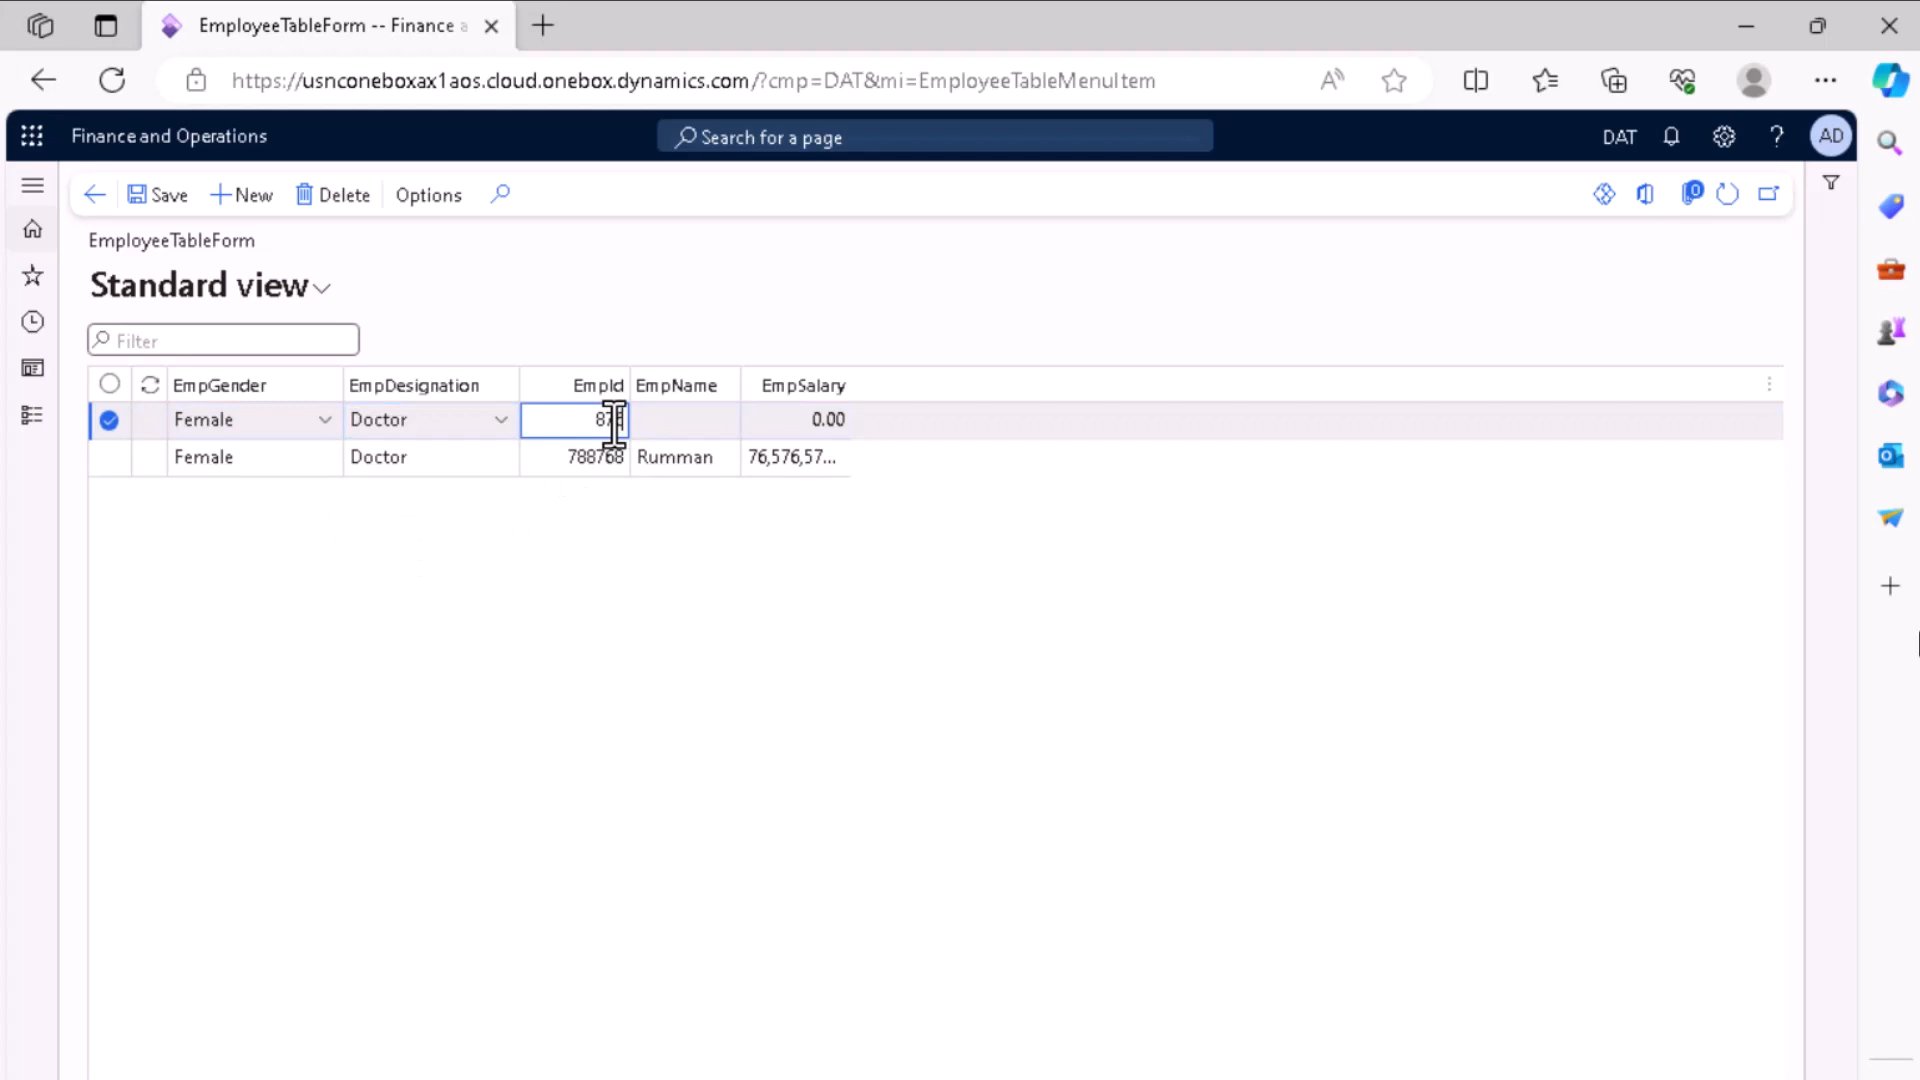 EmployeeTableForm -- Finance a
https://usnconeboxax1aos.cloud.onebox.dynamics.com/?cmp=DAT&mi=EmployeeTableMenuItem
Finance and Operations
Search for a page
DAT
AD
Save
New
Delete
Options
0
EmployeeTableForm
Standard view
Filter
EmpGender EmpDesignation EmpId EmpName EmpSalary
Female Doctor 0.00
Female Doctor 788768 Rumman 76,576,57...